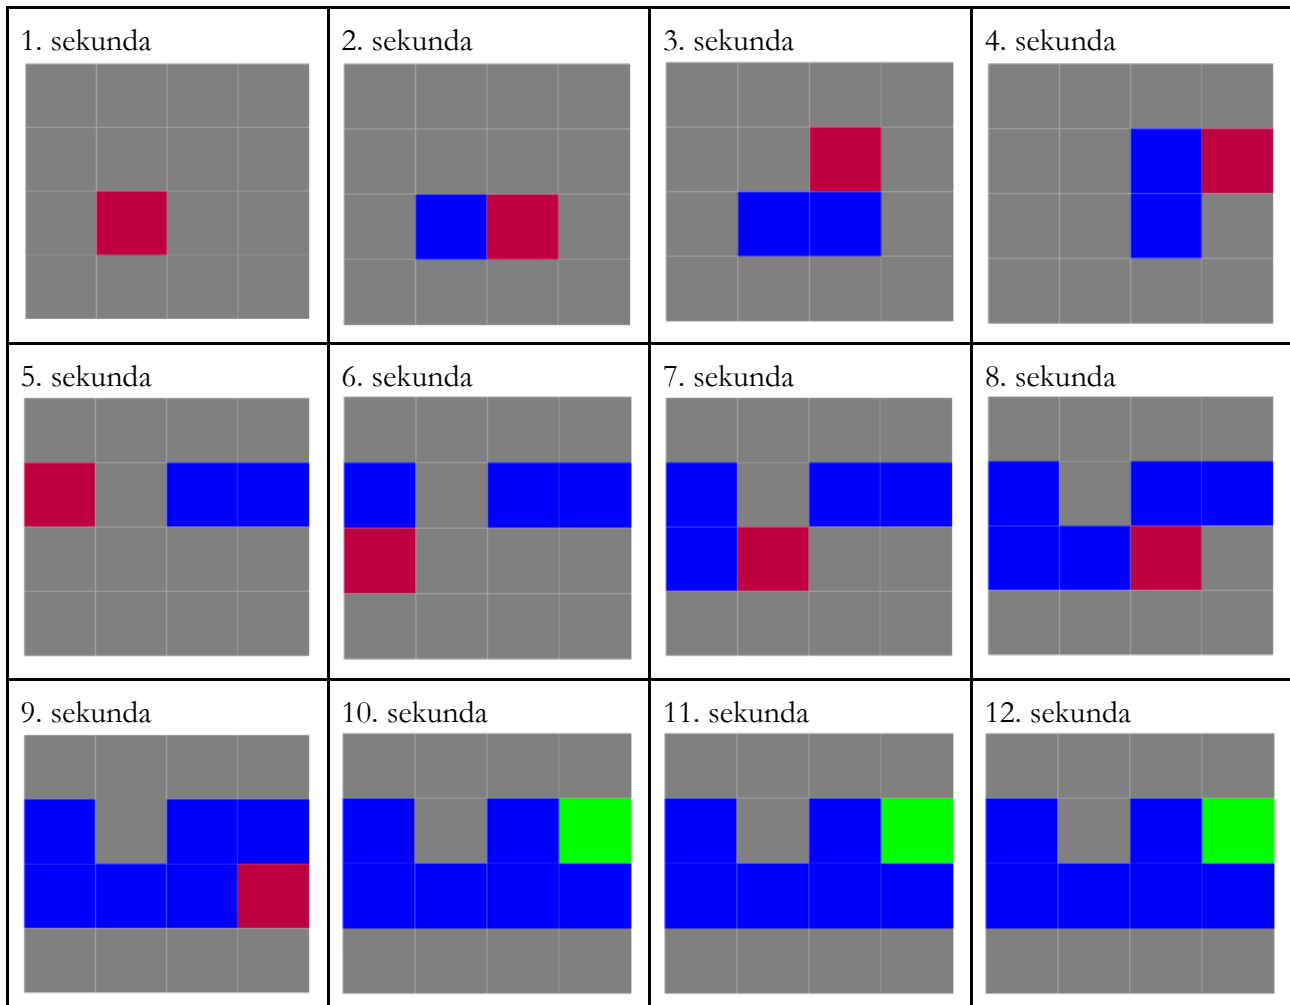 1. sekunda
2. sekunda
3. sekunda
4. sekunda
5. sekunda
6. sekunda
7. sekunda
8. sekunda
9. sekunda
10. sekunda
11. sekunda
12. sekunda